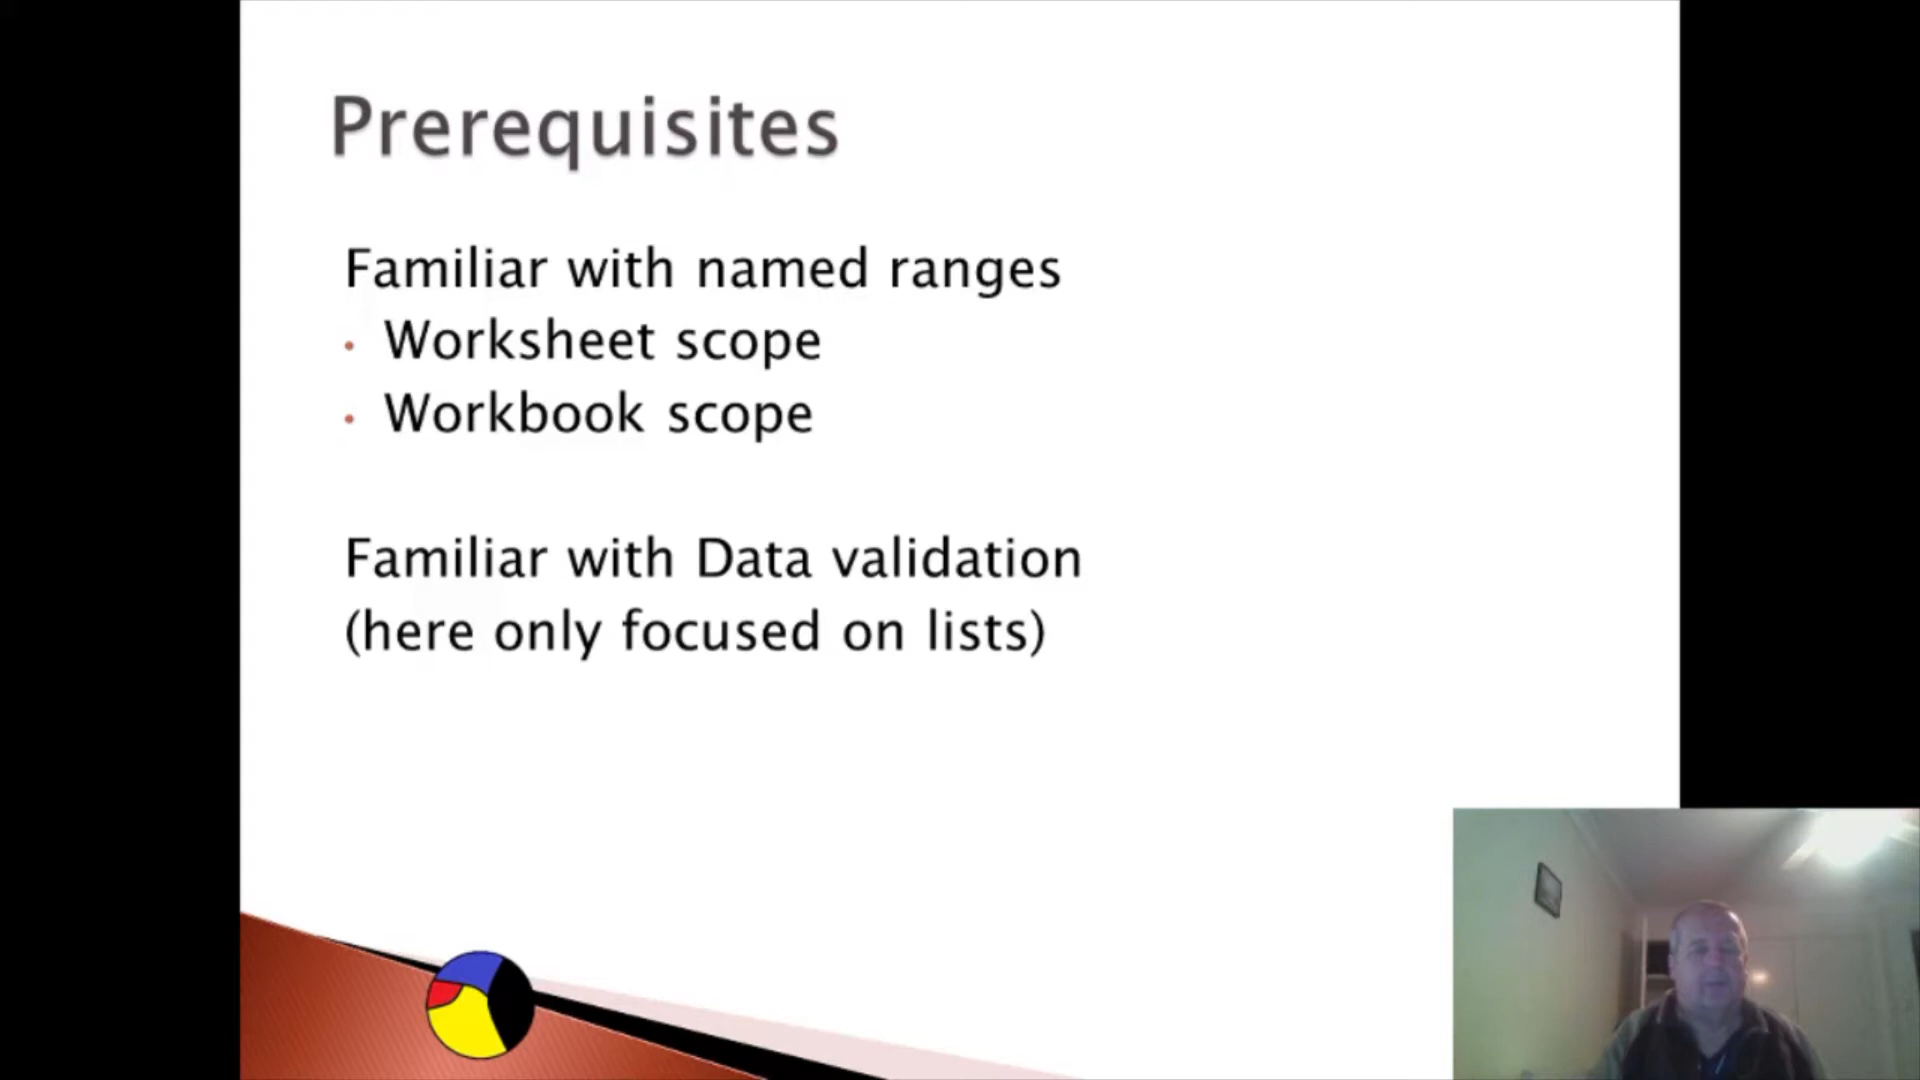 Prerequisites
Familiar with named ranges
• Worksheet scope
• Workbook scope
Familiar with Data validation
(here only focused on lists)